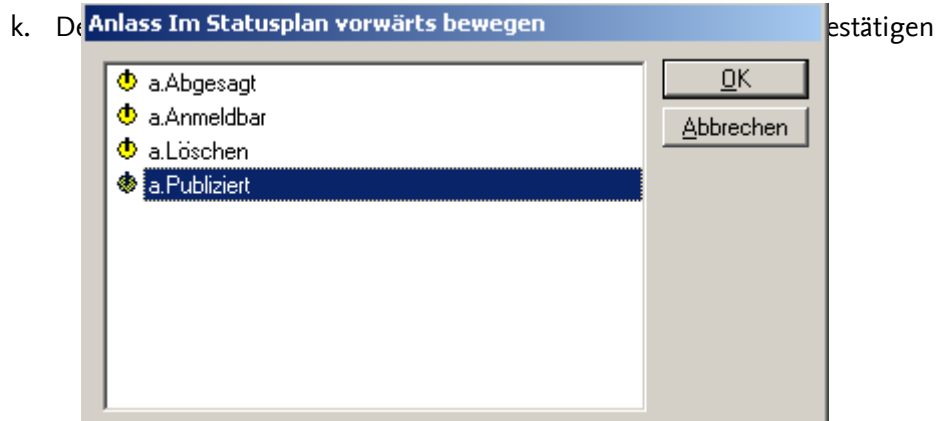 k. De
estätigen
Anlass Im Statusplan vorwärts bewegen
a.Abgesagt
a.Anmeldbar
a.Löschen
a.Publiziert
OK
Abbrechen